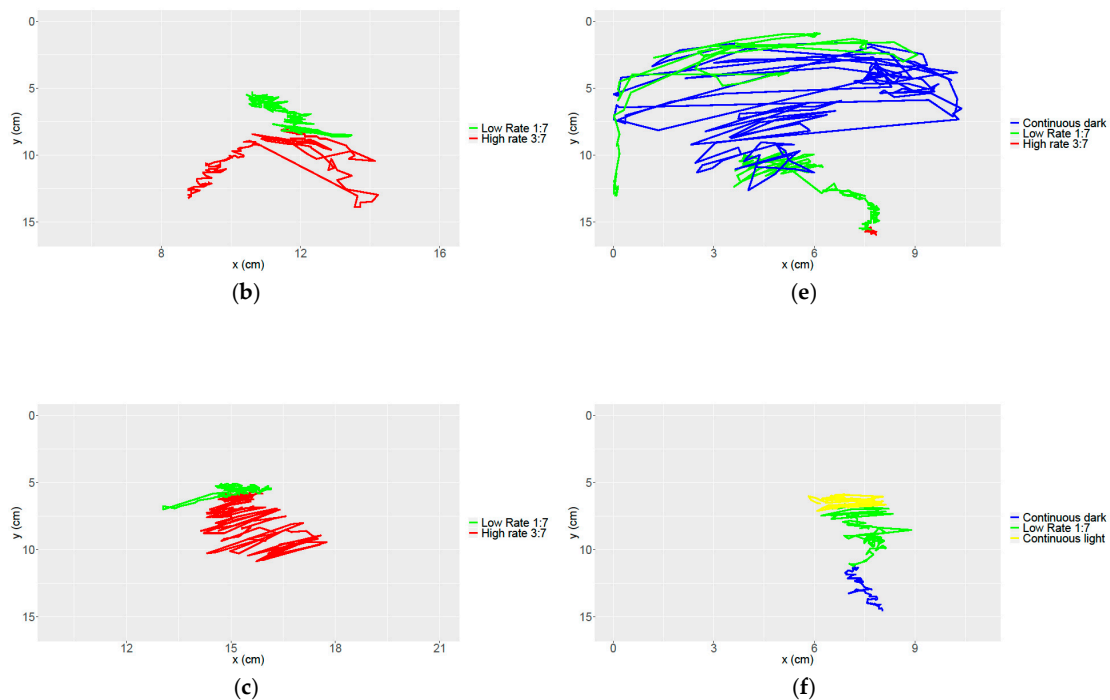 0
5
10
15
y (cm)
8
12
16
x (cm)
Low Rate 1:7
High rate 3:7
(b)
0
5
10
15
y (cm)
0
3
6
9
x (cm)
Continuous dark
Low Rate 1:7
High rate 3:7
(e)
0
5
10
15
y (cm)
12
15
18
21
x (cm)
Low Rate 1:7
High rate 3:7
(c)
0
5
10
15
y (cm)
0
3
6
9
x (cm)
Continuous dark
Low Rate 1:7
Continuous light
(f)